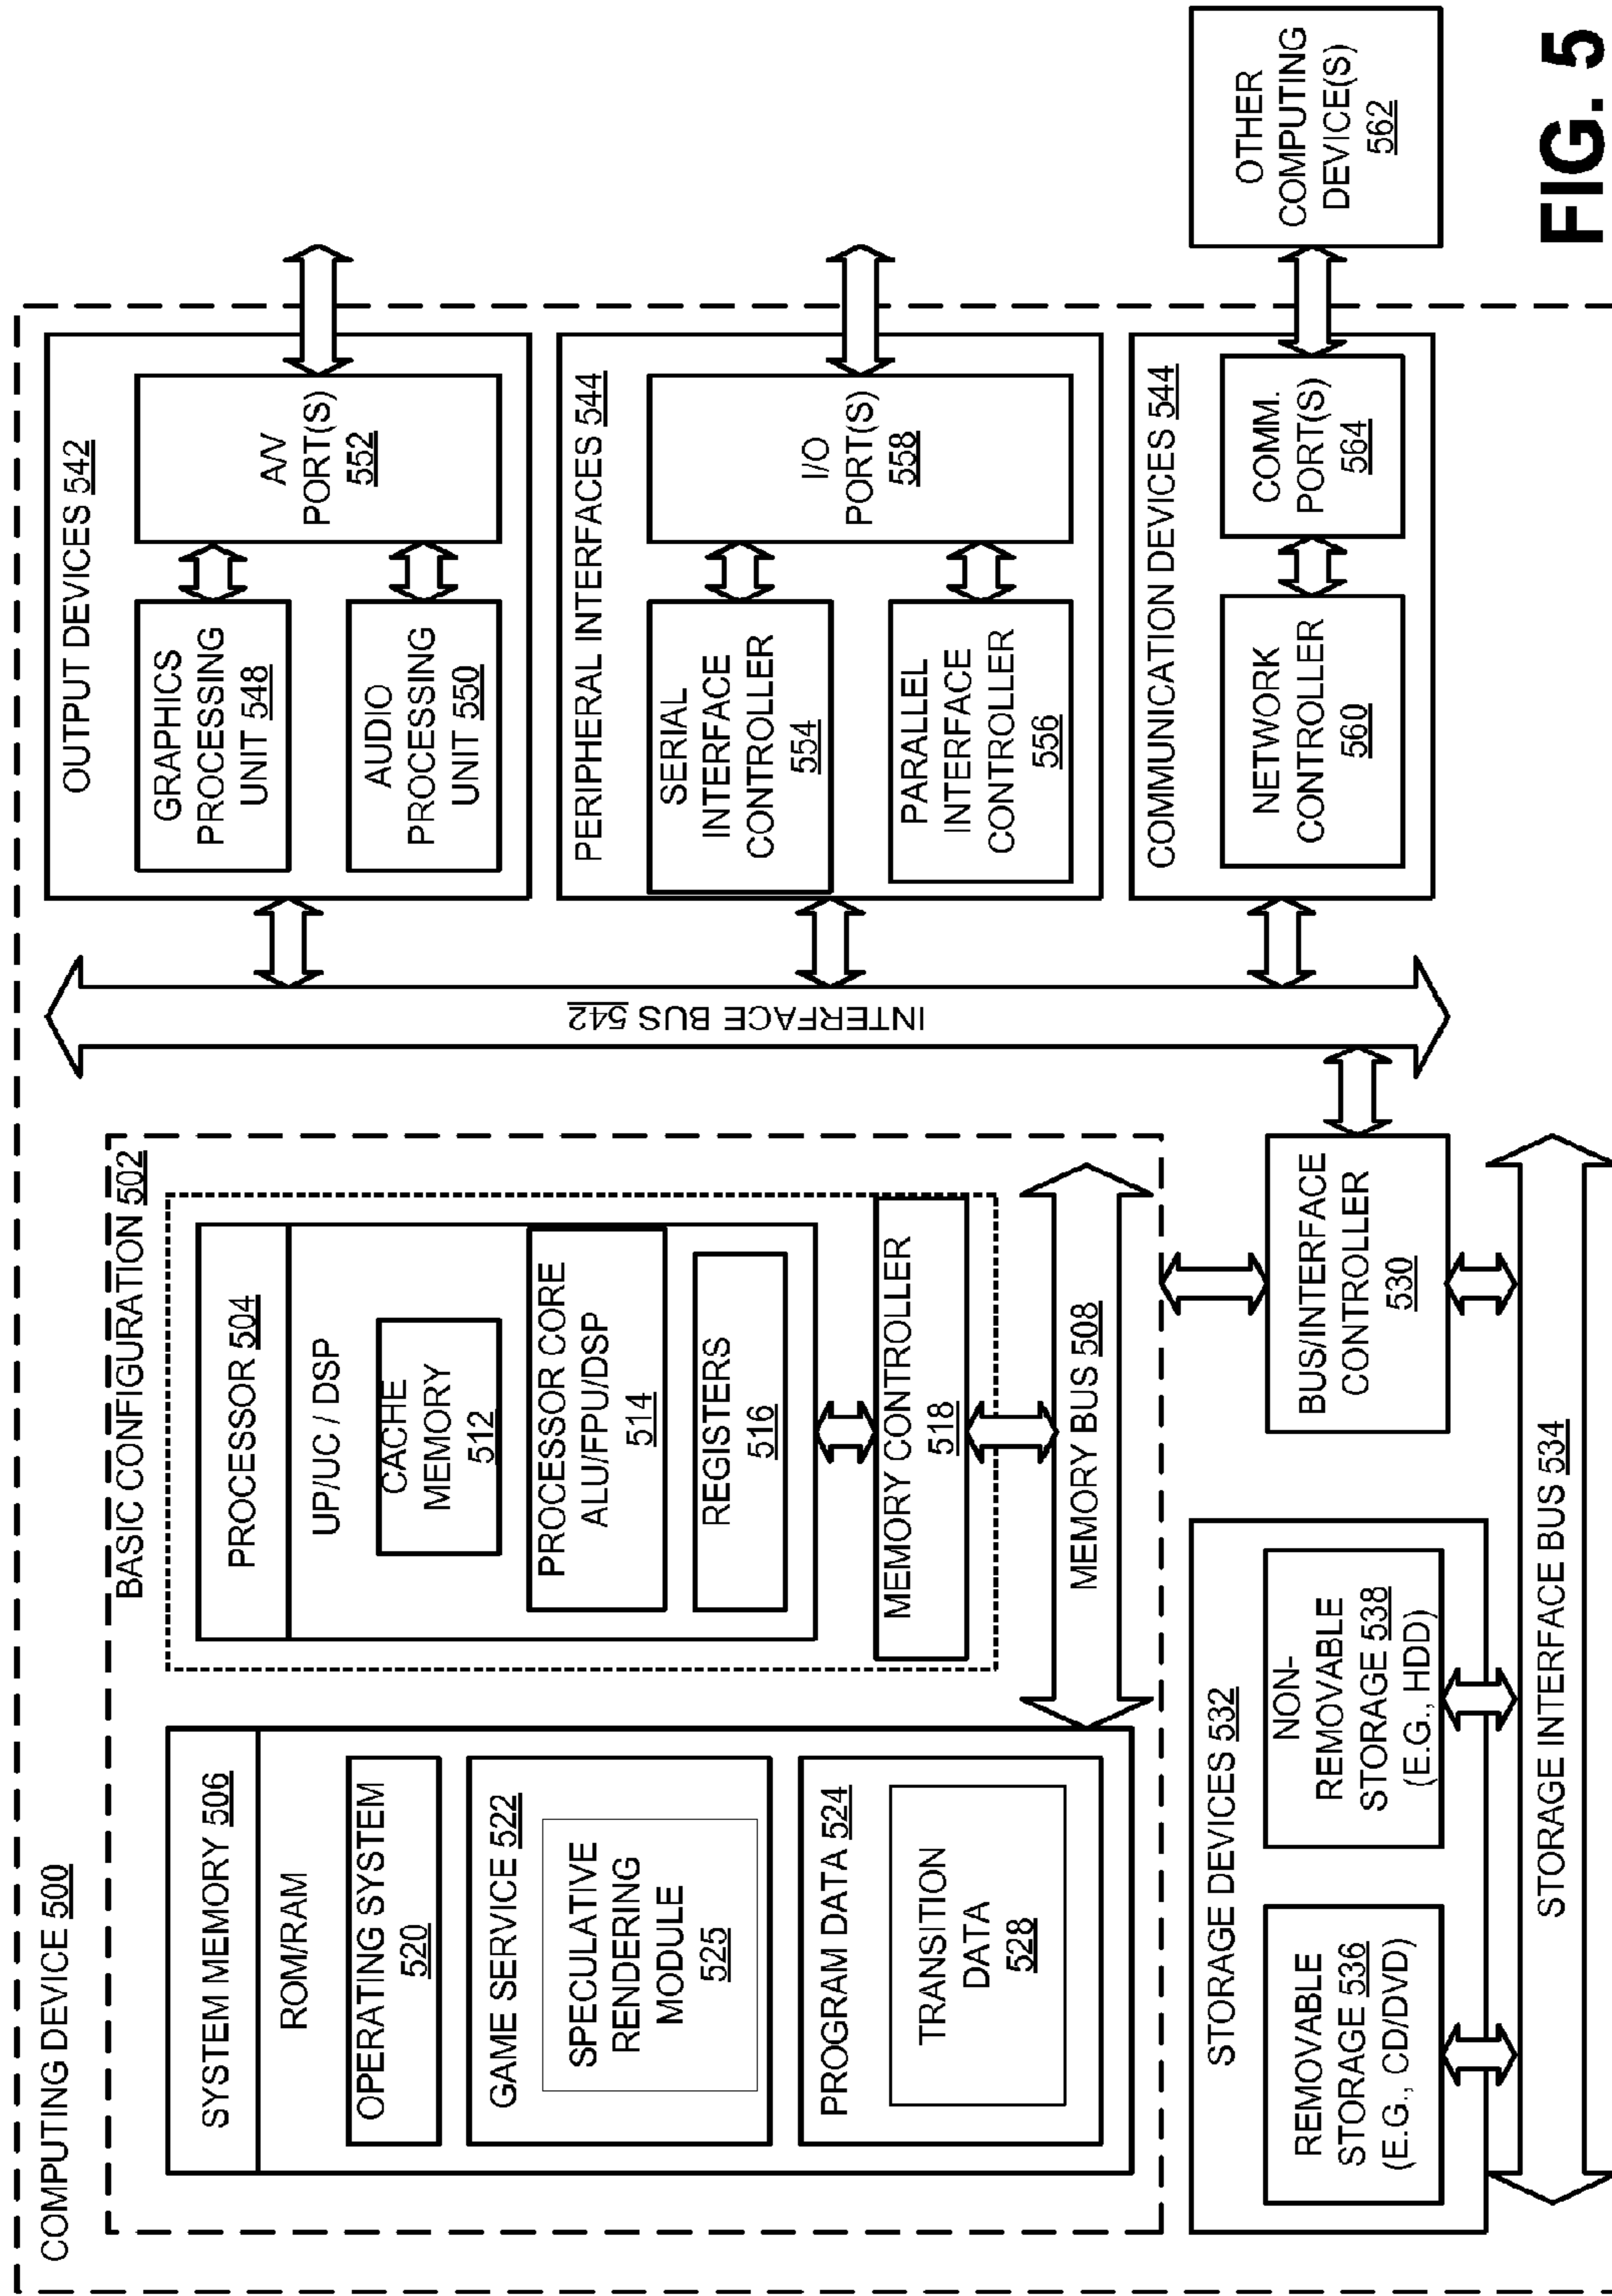 COMPUTING DEVICE 500
BASIC CONFIGURATION 502
SYSTEM MEMORY 506
ROM/RAM
OPERATING SYSTEM
520
GAME SERVICE 522
SPECULATIVE
RENDERING
MODULE
525
PROGRAM DATA 524
TRANSITION
DATA
528
PROCESSOR 504
UP/UC / DSP
CACHE
MEMORY
512
PROCESSOR CORE
ALU/FPU/DSP
514
REGISTERS
516
MEMORY CONTROLLER
518
MEMORY BUS 508
STORAGE DEVICES 532
REMOVABLE
STORAGE 536
(E.G., CD/DVD)
NON-
REMOVABLE
STORAGE 538
(E.G., HDD)
BUS/INTERFACE
CONTROLLER
530
STORAGE INTERFACE BUS 534
INTERFACE BUS 542
OUTPUT DEVICES 542
GRAPHICS
PROCESSING
UNIT 548
AUDIO
PROCESSING
UNIT 550
A/V
PORT(S)
552
PERIPHERAL INTERFACES 544
SERIAL
INTERFACE
CONTROLLER
554
PARALLEL
INTERFACE
CONTROLLER
556
I/O
PORT(S)
558
COMMUNICATION DEVICES 544
NETWORK
CONTROLLER
560
COMM.
PORT(S)
564
OTHER
COMPUTING
DEVICE(S)
562
FIG. 5